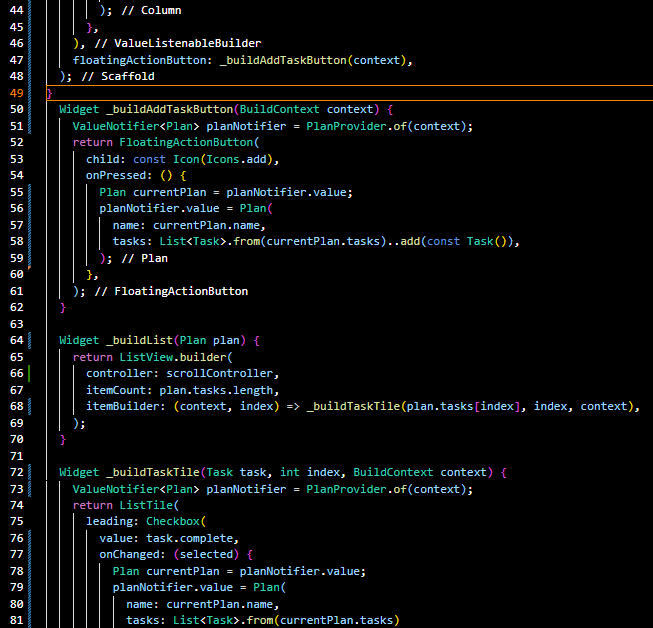 44 ); // Column
45 },
46 ), // ValueListenableBuilder
47 floatingActionButton: _buildAddTaskButton(context),
48 ); // Scaffold
49 }
50 Widget _buildAddTaskButton(BuildContext context) {
51 ValueNotifier<Plan> planNotifier = PlanProvider.of(context);
52 return FloatingActionButton(
53 child: const Icon(Icons.add),
54 onPressed: () {
55 Plan currentPlan = planNotifier.value;
56 planNotifier.value = Plan(
57 name: currentPlan.name,
58 tasks: List<Task>.from(currentPlan.tasks)..add(const Task()),
59 ); // Plan
60 },
61 ); // FloatingActionButton
62 }
63
64 Widget _buildList(Plan plan) {
65 return ListView.builder(
66 controller: scrollController,
67 itemCount: plan.tasks.length,
68 itemBuilder: (context, index) => _buildTaskTile(plan.tasks[index], index, context),
69 );
70 }
71
72 Widget _buildTaskTile(Task task, int index, BuildContext context) {
73 ValueNotifier<Plan> planNotifier = PlanProvider.of(context);
74 return ListTile(
75 leading: Checkbox(
76 value: task.complete,
77 onChanged: (selected) {
78 Plan currentPlan = planNotifier.value;
79 planNotifier.value = Plan(
80 name: currentPlan.name,
81 tasks: List<Task>.from(currentPlan.tasks)